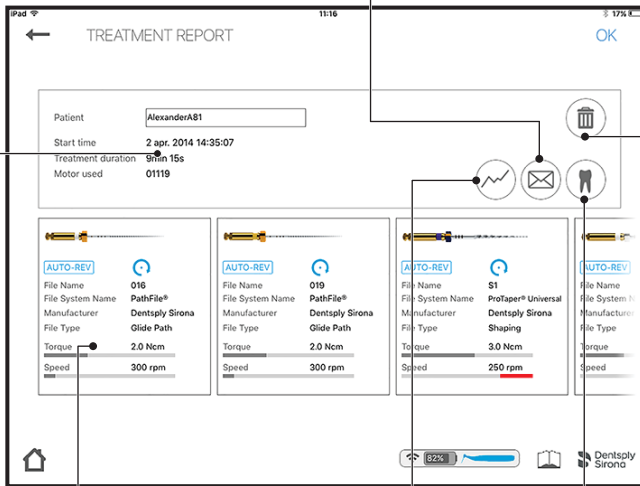 iPad 11:16 17%
TREATMENT REPORT OK
Patient AlexanderA81
Start time 2 apr. 2014 14:35:07
Treatment duration 9min 15s
Motor used 01119
AUTO-REV
File Name 016
File System Name PathFile®
Manufacturer Dentsply Sirona
File Type Glide Path
Torque 2.0 Ncm
Speed 300 rpm
AUTO-REV
File Name 019
File System Name PathFile®
Manufacturer Dentsply Sirona
File Type Glide Path
Torque 2.0 Ncm
Speed 300 rpm
AUTO-REV
File Name S1
File System Name ProTaper® Universal
Manufacturer Dentsply Sirona
File Type Shaping
Torque 3.0 Ncm
Speed 250 rpm
AUTO-REV
File Name
File System N
Manufacturer
File Type
Torque
Speed
82%
Dentsply
Sirona